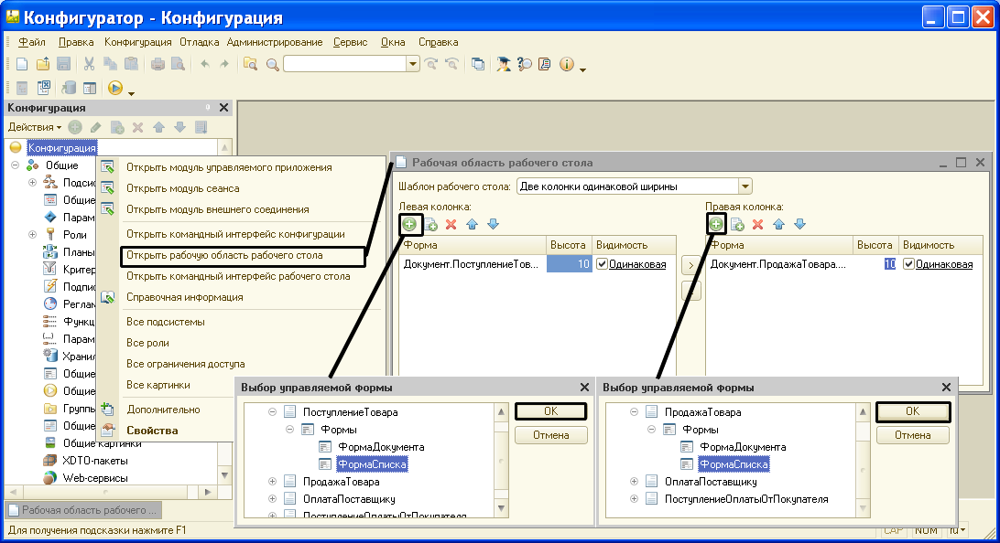 Конфигуратор - Конфигурация
Файл Правка Конфигурация Отладка Администрирование Сервис Окна Справка
Конфигурация
Действия
Конфигурация
Общие
Подси
Общие
Парам
Роли
Планы
Критер
Подпис
Реглам
Функц
Парам
Хранил
Общие
Общие
Группы
Общие
Общие картинки
XDTO-пакеты
Web-сервисы
Открыть модуль управляемого приложения
Открыть модуль сеанса
Открыть модуль внешнего соединения
Открыть командный интерфейс конфигурации
Открыть рабочую область рабочего стола
Открыть командный интерфейс рабочего стола
Справочная информация
Все подсистемы
Все роли
Все ограничения доступа
Все картинки
Дополнительно
Свойства
Рабочая область рабочего стола
Шаблон рабочего стола: Две колонки одинаковой ширины
Левая колонка:
Форма Высота Видимость
Документ.ПоступлениеТов... 10 Одинаковая
Правая колонка:
Форма Высота Видимость
Документ.ПродажаТовара.... 10 Одинаковая
Выбор управляемой формы
ПоступлениеТовара
Формы
ФормаДокумента
ФормаСписка
ПродажаТовара
ОплатаПоставщику
ПоступлениеОплатыОтПокупателя
OK
Отмена
Выбор управляемой формы
ПродажаТовара
Формы
ФормаДокумента
ФормаСписка
ОплатаПоставщику
ПоступлениеОплатыОтПокупателя
OK
Отмена
Рабочая область рабочего ...
Для получения подсказки нажмите F1
CAP NUM ru